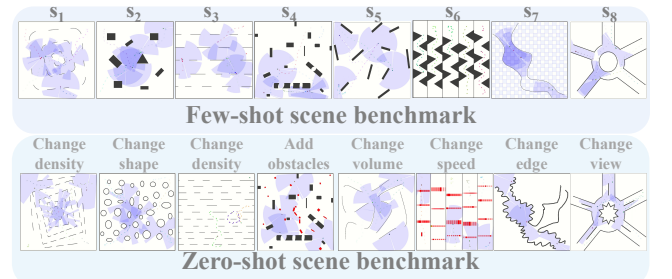 s1 s2 s3 s4 s5 s6 s7 s8
Few-shot scene benchmark
Change Change Change Add Change Change Change Change
density shape density obstacles volume speed edge view
Zero-shot scene benchmark